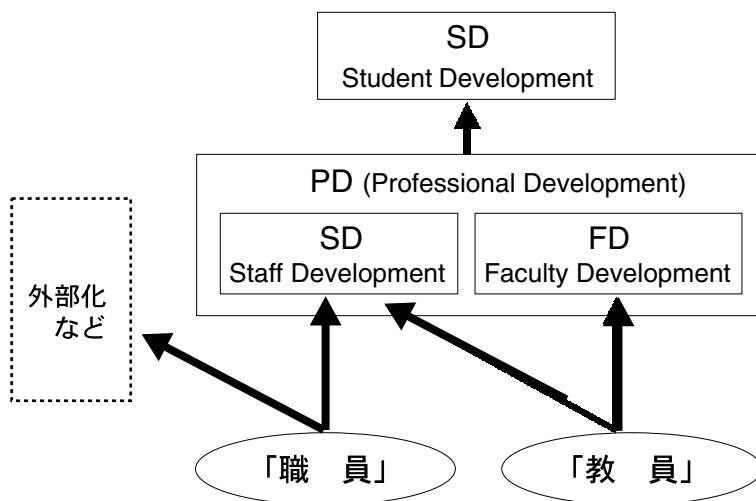 SD
Student Development
PD (Professional Development)
SD
Staff Development
FD
Faculty Development
外部化
など
「職　員」
「教　員」